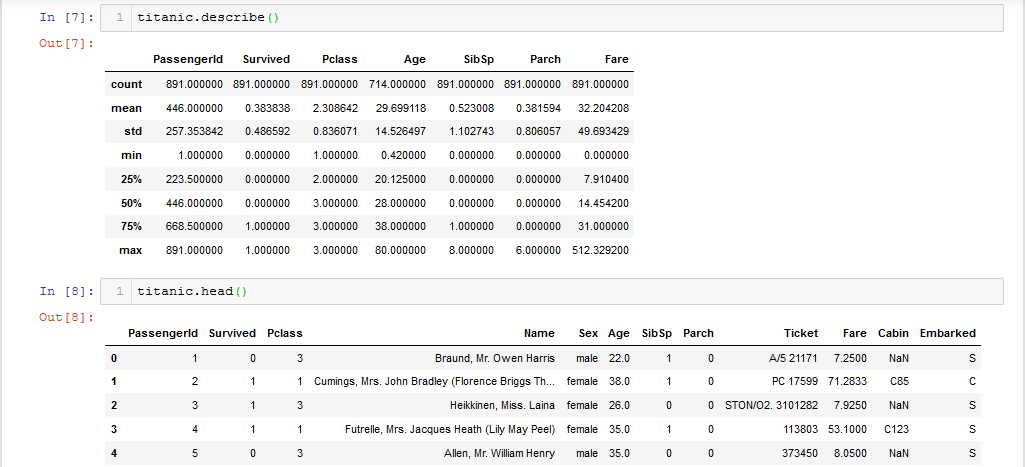 In [7]: 1 titanic.describe()
Out[7]:
PassengerId Survived Pclass Age SibSp Parch Fare
count 891.000000 891.000000 891.000000 714.000000 891.000000 891.000000 891.000000
mean 446.000000 0.383838 2.308642 29.699118 0.523008 0.381594 32.204208
std 257.353842 0.486592 0.836071 14.526497 1.102743 0.806057 49.693429
min 1.000000 0.000000 1.000000 0.420000 0.000000 0.000000 0.000000
25% 223.500000 0.000000 2.000000 20.125000 0.000000 0.000000 7.910400
50% 446.000000 0.000000 3.000000 28.000000 0.000000 0.000000 14.454200
75% 668.500000 1.000000 3.000000 38.000000 1.000000 0.000000 31.000000
max 891.000000 1.000000 3.000000 80.000000 8.000000 6.000000 512.329200
In [8]: 1 titanic.head()
Out[8]:
PassengerId Survived Pclass Name Sex Age SibSp Parch Ticket Fare Cabin Embarked
0 1 0 3 Braund, Mr. Owen Harris male 22.0 1 0 A/5 21171 7.2500 NaN S
1 2 1 1 Cumings, Mrs. John Bradley (Florence Briggs Th... female 38.0 1 0 PC 17599 71.2833 C85 C
2 3 1 3 Heikkinen, Miss. Laina female 26.0 0 0 STON/O2. 3101282 7.9250 NaN S
3 4 1 1 Futrelle, Mrs. Jacques Heath (Lily May Peel) female 35.0 1 0 113803 53.1000 C123 S
4 5 0 3 Allen, Mr. William Henry male 35.0 0 0 373450 8.0500 NaN S